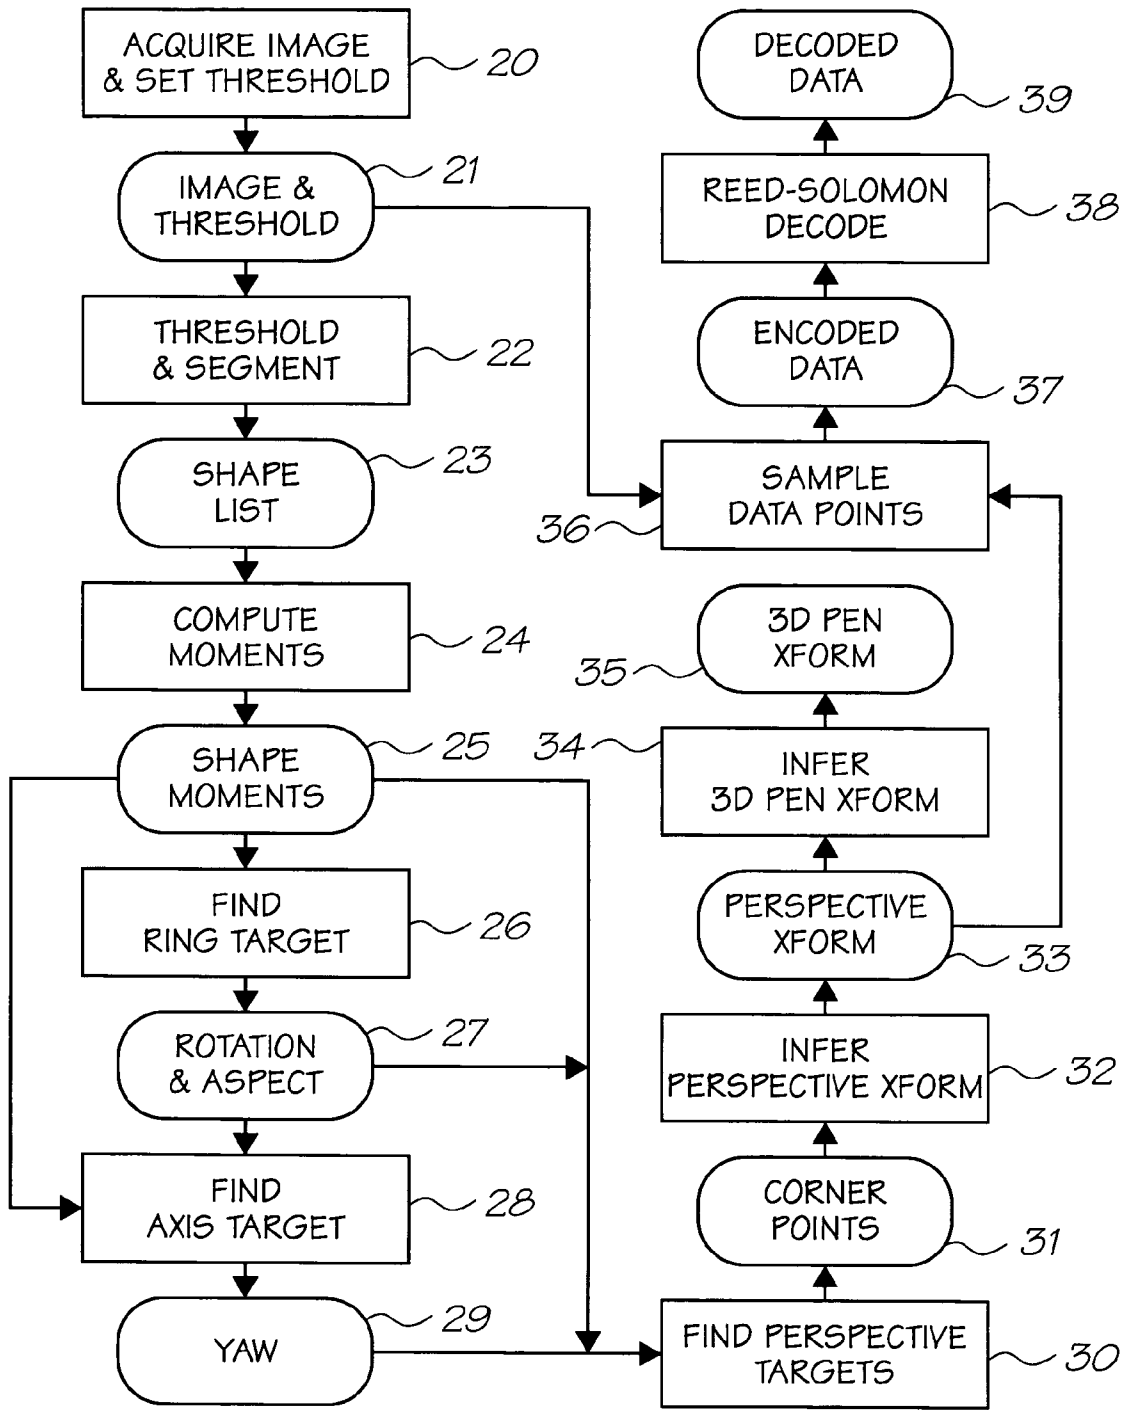 ACQUIRE IMAGE
& SET THRESHOLD
20
IMAGE &
THRESHOLD
21
THRESHOLD
& SEGMENT
22
SHAPE
LIST
23
COMPUTE
MOMENTS
24
SHAPE
MOMENTS
25
FIND
RING TARGET
26
ROTATION
& ASPECT
27
FIND
AXIS TARGET
28
YAW
29
DECODED
DATA
39
REED-SOLOMON
DECODE
38
ENCODED
DATA
37
SAMPLE
DATA POINTS
36
3D PEN
XFORM
35
INFER
3D PEN XFORM
34
PERSPECTIVE
XFORM
33
INFER
PERSPECTIVE XFORM
32
CORNER
POINTS
31
FIND PERSPECTIVE
TARGETS
30